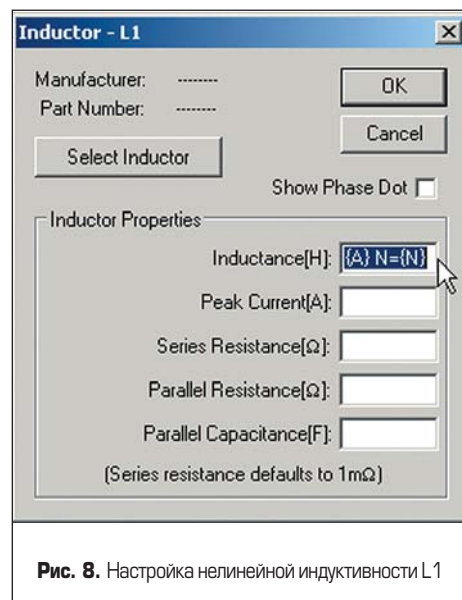 Inductor - L1
Manufacturer: --------
Part Number: --------
OK
Cancel
Select Inductor
Show Phase Dot
Inductor Properties
Inductance[H]: {A} N={N}
Peak Current[A]:
Series Resistance[Ω]:
Parallel Resistance[Ω]:
Parallel Capacitance[F]:
(Series resistance defaults to 1mΩ)
Рис. 8. Настройка нелинейной индуктивности L1